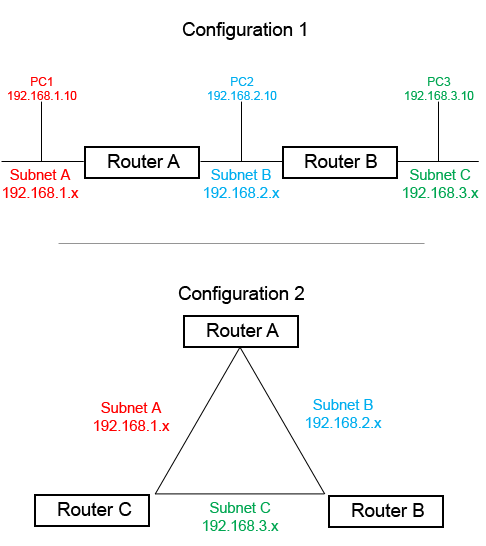 Configuration 1
PC1
192.168.1.10
PC2
192.168.2.10
PC3
192.168.3.10
Router A
Router B
Subnet A
192.168.1.x
Subnet B
192.168.2.x
Subnet C
192.168.3.x
Configuration 2
Router A
Subnet A
192.168.1.x
Subnet B
192.168.2.x
Router C
Subnet C
192.168.3.x
Router B